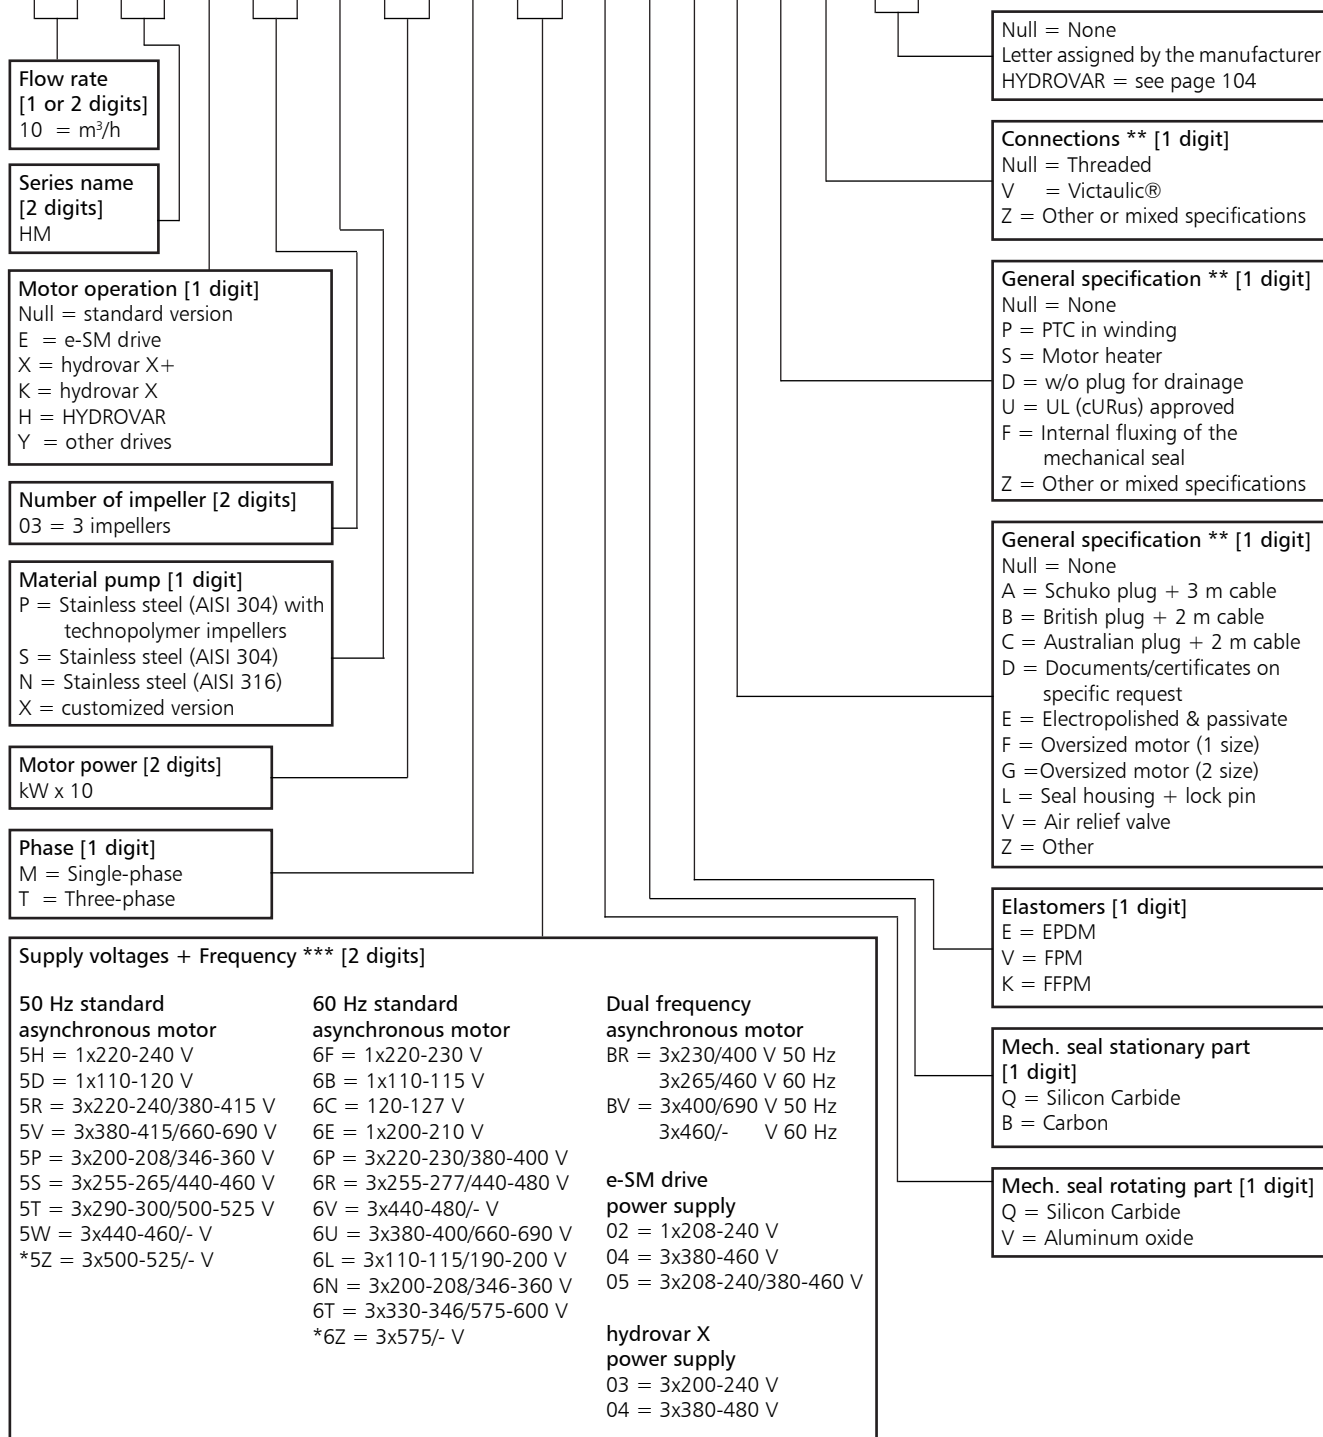 Flow rate
[1 or 2 digits]
10 = m³/h
Series name
[2 digits]
HM
Motor operation [1 digit]
Null = standard version
E = e-SM drive
X = hydrovar X+
K = hydrovar X
H = HYDROVAR
Y = other drives
Number of impeller [2 digits]
03 = 3 impellers
Material pump [1 digit]
P = Stainless steel (AISI 304) with
technopolymer impellers
S = Stainless steel (AISI 304)
N = Stainless steel (AISI 316)
X = customized version
Motor power [2 digits]
kW x 10
Phase [1 digit]
M = Single-phase
T = Three-phase
Supply voltages + Frequency *** [2 digits]
50 Hz standard
asynchronous motor
5H = 1x220-240 V
5D = 1x110-120 V
5R = 3x220-240/380-415 V
5V = 3x380-415/660-690 V
5P = 3x200-208/346-360 V
5S = 3x255-265/440-460 V
5T = 3x290-300/500-525 V
5W = 3x440-460/- V
*5Z = 3x500-525/- V
60 Hz standard
asynchronous motor
6F = 1x220-230 V
6B = 1x110-115 V
6C = 120-127 V
6E = 1x200-210 V
6P = 3x220-230/380-400 V
6R = 3x255-277/440-480 V
6V = 3x440-480/- V
6U = 3x380-400/660-690 V
6L = 3x110-115/190-200 V
6N = 3x200-208/346-360 V
6T = 3x330-346/575-600 V
*6Z = 3x575/- V
Dual frequency
asynchronous motor
BR = 3x230/400 V 50 Hz
3x265/460 V 60 Hz
BV = 3x400/690 V 50 Hz
3x460/- V 60 Hz
e-SM drive
power supply
02 = 1x208-240 V
04 = 3x380-460 V
05 = 3x208-240/380-460 V
hydrovar X
power supply
03 = 3x200-240 V
04 = 3x380-480 V
Null = None
Letter assigned by the manufacturer
HYDROVAR = see page 104
Connections ** [1 digit]
Null = Threaded
V = Victaulic®
Z = Other or mixed specifications
General specification ** [1 digit]
Null = None
P = PTC in winding
S = Motor heater
D = w/o plug for drainage
U = UL (cURus) approved
F = Internal fluxing of the
mechanical seal
Z = Other or mixed specifications
General specification ** [1 digit]
Null = None
A = Schuko plug + 3 m cable
B = British plug + 2 m cable
C = Australian plug + 2 m cable
D = Documents/certificates on
specific request
E = Electropolished & passivate
F = Oversized motor (1 size)
G =Oversized motor (2 size)
L = Seal housing + lock pin
V = Air relief valve
Z = Other
Elastomers [1 digit]
E = EPDM
V = FPM
K = FFPM
Mech. seal stationary part
[1 digit]
Q = Silicon Carbide
B = Carbon
Mech. seal rotating part [1 digit]
Q = Silicon Carbide
V = Aluminum oxide